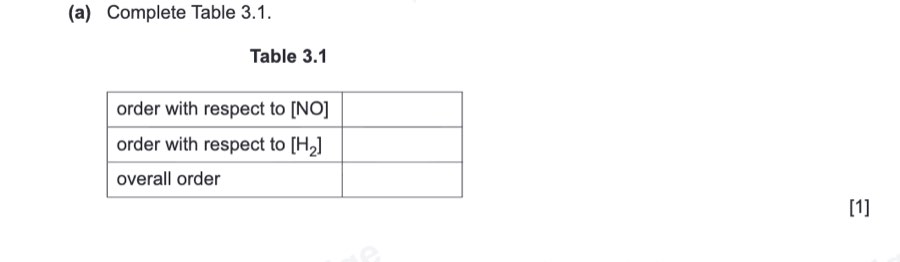 (a) Complete Table 3.1.
Table 3.1
order with respect to [NO]
order with respect to [H₂]
overall order
[1]